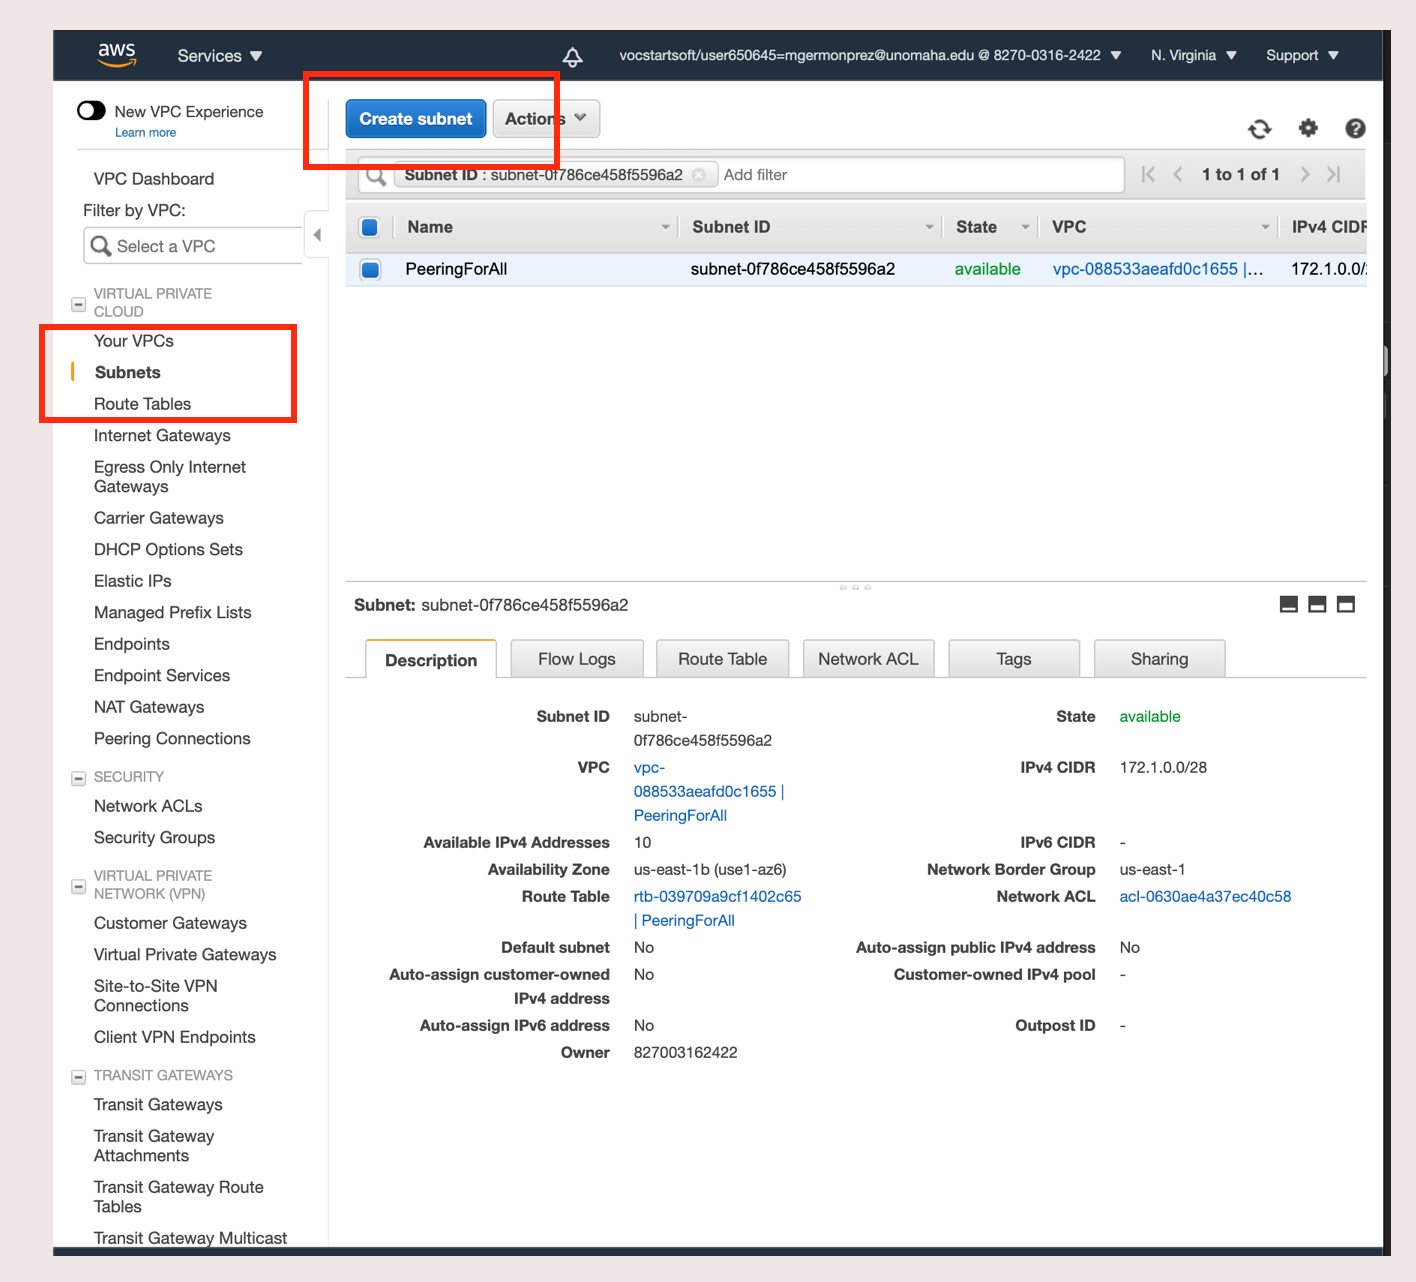 aws
Services
vocstartsoft/user650645=mgermonprez@unomaha.edu @ 8270-0316-2422
N. Virginia
Support
New VPC Experience
Learn more
VPC Dashboard
Filter by VPC:
Select a VPC
VIRTUAL PRIVATE
CLOUD
Your VPCs
Subnets
Route Tables
Internet Gateways
Egress Only Internet
Gateways
Carrier Gateways
DHCP Options Sets
Elastic IPs
Managed Prefix Lists
Endpoints
Endpoint Services
NAT Gateways
Peering Connections
SECURITY
Network ACLs
Security Groups
VIRTUAL PRIVATE
NETWORK (VPN)
Customer Gateways
Virtual Private Gateways
Site-to-Site VPN
Connections
Client VPN Endpoints
TRANSIT GATEWAYS
Transit Gateways
Transit Gateway
Attachments
Transit Gateway Route
Tables
Transit Gateway Multicast
Create subnet
Actions
Subnet ID : subnet-0f786ce458f5596a2 Add filter
1 to 1 of 1
Name Subnet ID State VPC IPv4 CIDR
PeeringForAll subnet-0f786ce458f5596a2 available vpc-088533aeafd0c1655 |... 172.1.0.0/
Subnet: subnet-0f786ce458f5596a2
Description Flow Logs Route Table Network ACL Tags Sharing
Subnet ID subnet-
0f786ce458f5596a2
State available
VPC vpc-
088533aeafd0c1655 |
PeeringForAll
IPv4 CIDR 172.1.0.0/28
Available IPv4 Addresses 10
IPv6 CIDR -
Availability Zone us-east-1b (use1-az6)
Network Border Group us-east-1
Route Table rtb-039709a9cf1402c65
| PeeringForAll
Network ACL acl-0630ae4a37ec40c58
Default subnet No
Auto-assign public IPv4 address No
Auto-assign customer-owned
IPv4 address
No
Customer-owned IPv4 pool -
Auto-assign IPv6 address No
Outpost ID -
Owner 827003162422